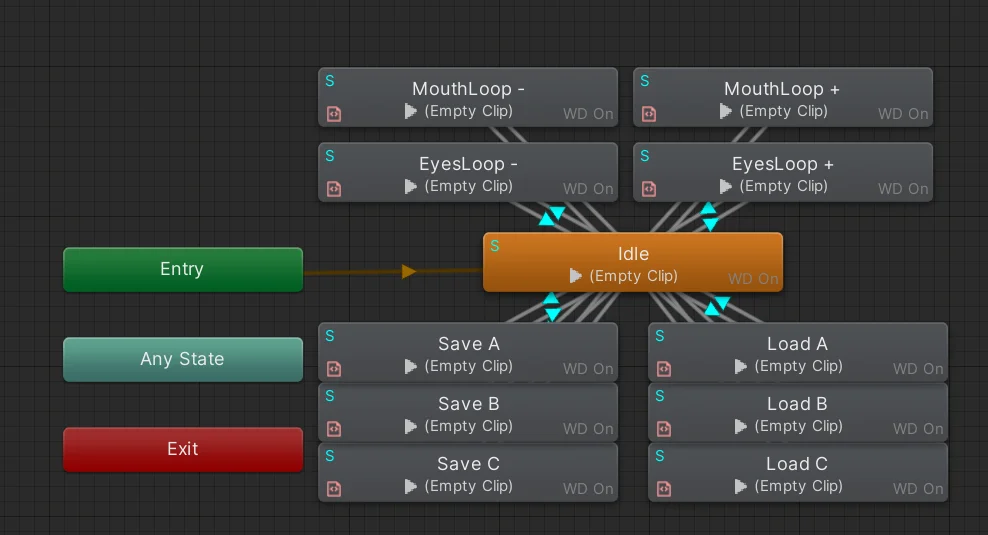 S
MouthLoop -
(Empty Clip)
WD On
S
MouthLoop +
(Empty Clip)
WD On
S
EyesLoop -
(Empty Clip)
WD On
S
EyesLoop +
(Empty Clip)
WD On
Entry
S
Idle
(Empty Clip)
WD On
Any State
S
Save A
(Empty Clip)
WD On
S
Load A
(Empty Clip)
WD On
S
Save B
(Empty Clip)
WD On
S
Load B
(Empty Clip)
WD On
Exit
S
Save C
(Empty Clip)
WD On
S
Load C
(Empty Clip)
WD On